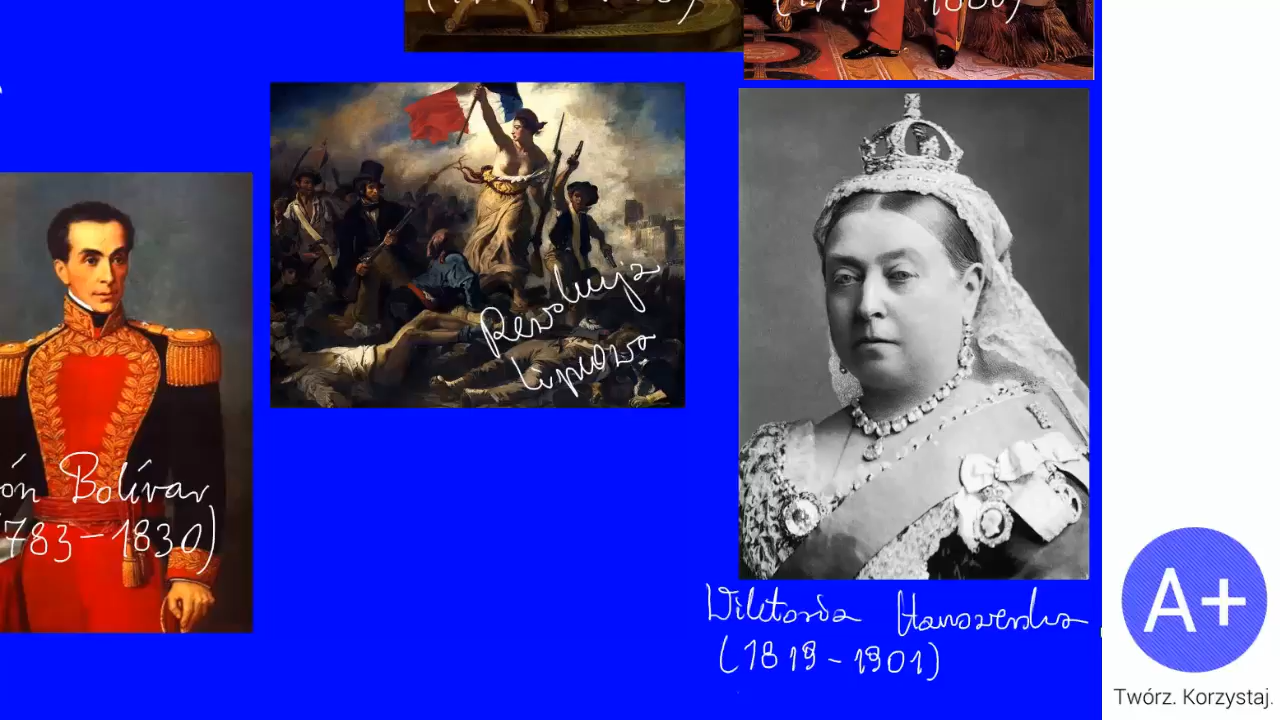 Rewolucja
lipcowa
ón Bolívar
(1783–1830)
Wiktoria Hanowerska
(1819–1901)
A+
Twórz. Korzystaj.